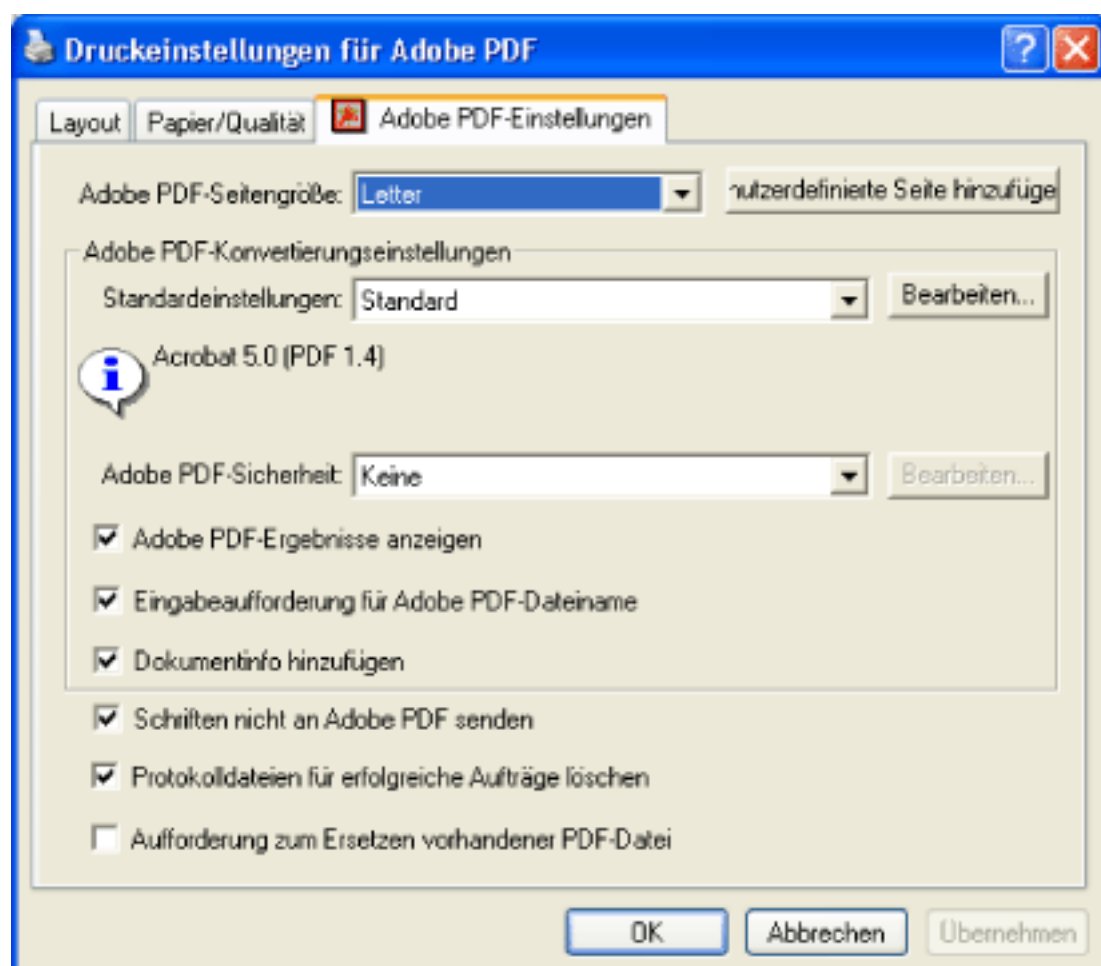 Druckeinstellungen für Adobe PDF
Layout Papier/Qualität Adobe PDF-Einstellungen
Adobe PDF-Seitengröße: Letter nutzerdefinierte Seite hinzufüge
Adobe PDF-Konvertierungseinstellungen
Standardeinstellungen: Standard Bearbeiten...
Acrobat 5.0 (PDF 1.4)
Adobe PDF-Sicherheit: Keine Bearbeiten...
Adobe PDF-Ergebnisse anzeigen
Eingabeaufforderung für Adobe PDF-Dateiname
Dokumentinfo hinzufügen
Schriften nicht an Adobe PDF senden
Protokolldateien für erfolgreiche Aufträge löschen
Aufforderung zum Ersetzen vorhandener PDF-Datei
OK Abbrechen Übernehmen